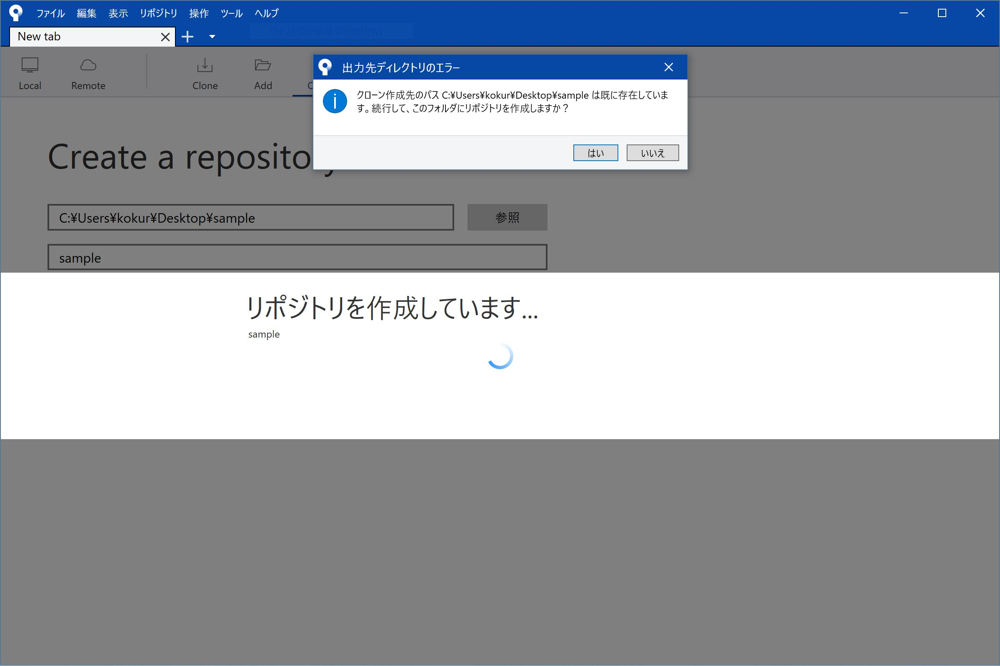 ファイル 編集 表示 リポジトリ 操作 ツール ヘルプ
ウィンドウの領域切り取り(W)
New tab
Local Remote Clone Add
出力先ディレクトリのエラー
クローン作成先のパス C:¥Users¥kokur¥Desktop¥sample は既に存在していま
す。続行して、このフォルダにリポジトリを作成しますか？
はい いいえ
Create a repository
C:¥Users¥kokur¥Desktop¥sample 参照
sample
リポジトリを作成しています...
sample